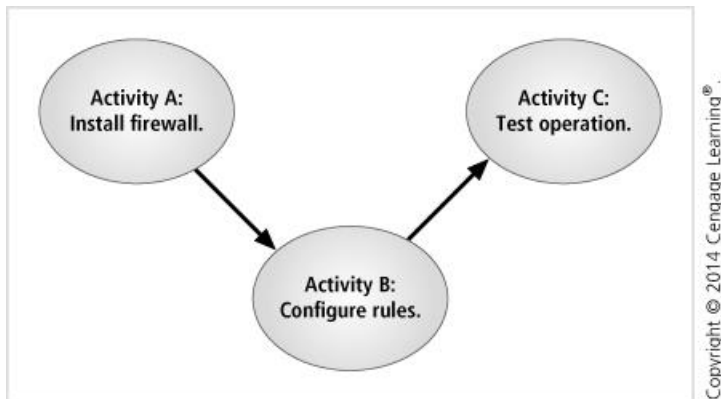 Activity A:
Install firewall.
Activity B:
Configure rules.
Activity C:
Test operation.
Copyright © 2014 Cengage Learning®.